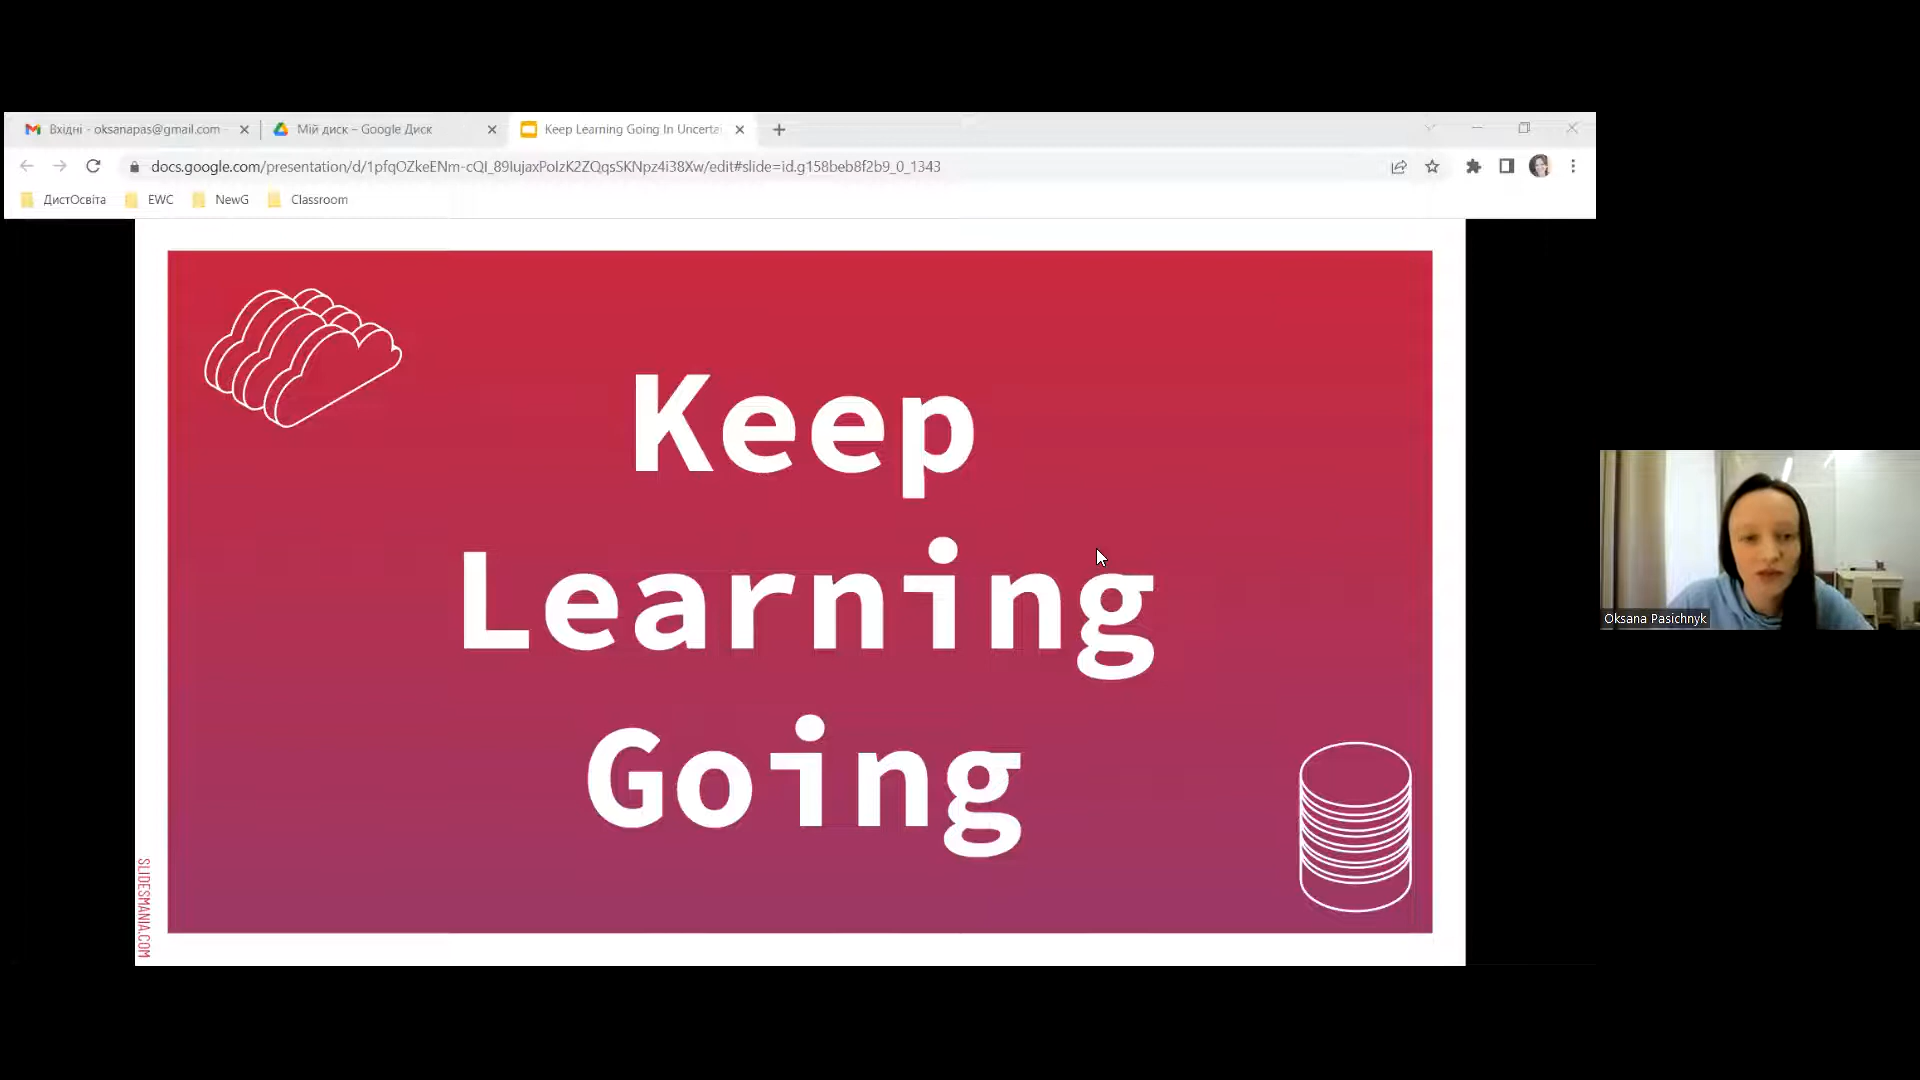 Вхідні - oksanapas@gmail.com -
Мій диск – Google Диск
Keep Learning Going In Uncerta
docs.google.com/presentation/d/1pfqOZkeENm-cQI_89IujaxPolzK2ZQqsSKNpz4i38Xw/edit#slide=id.g158beb8f2b9_0_1343
ДистОсвіта
EWC
NewG
Classroom
Keep
Learning
Going
SLIDESMANIA.COM
Oksana Pasichnyk